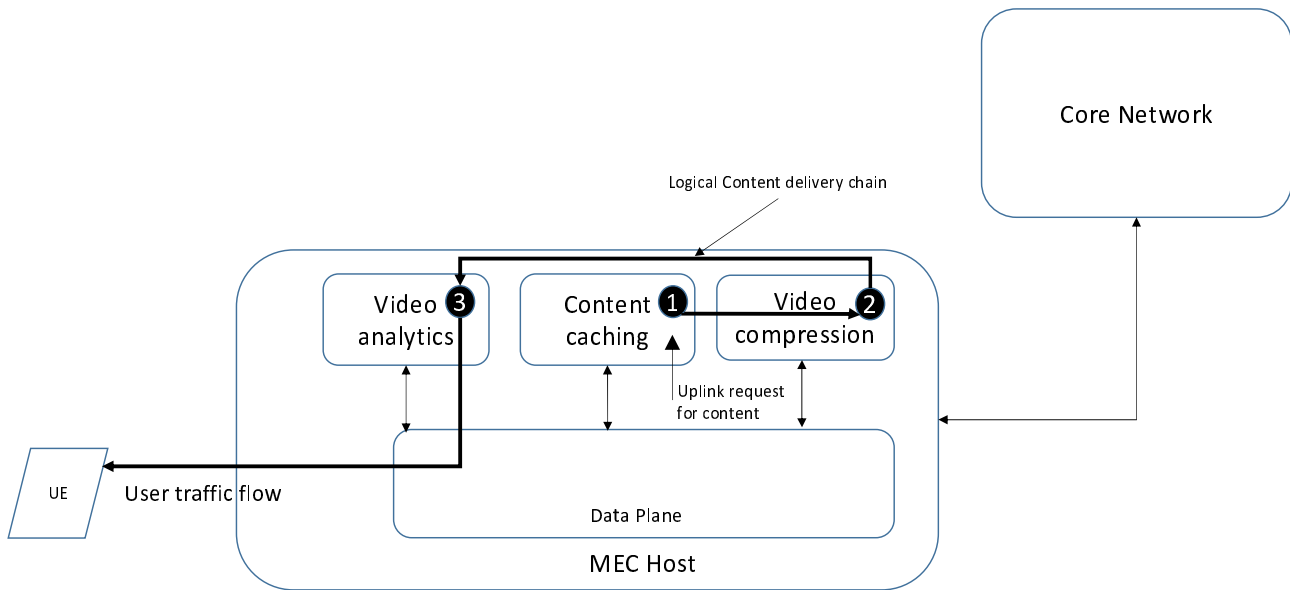 Core Network
Logical Content delivery chain
Video
analytics
3
Content
caching
1
Video
compression
2
Uplink request
for content
UE
User traffic flow
Data Plane
MEC Host